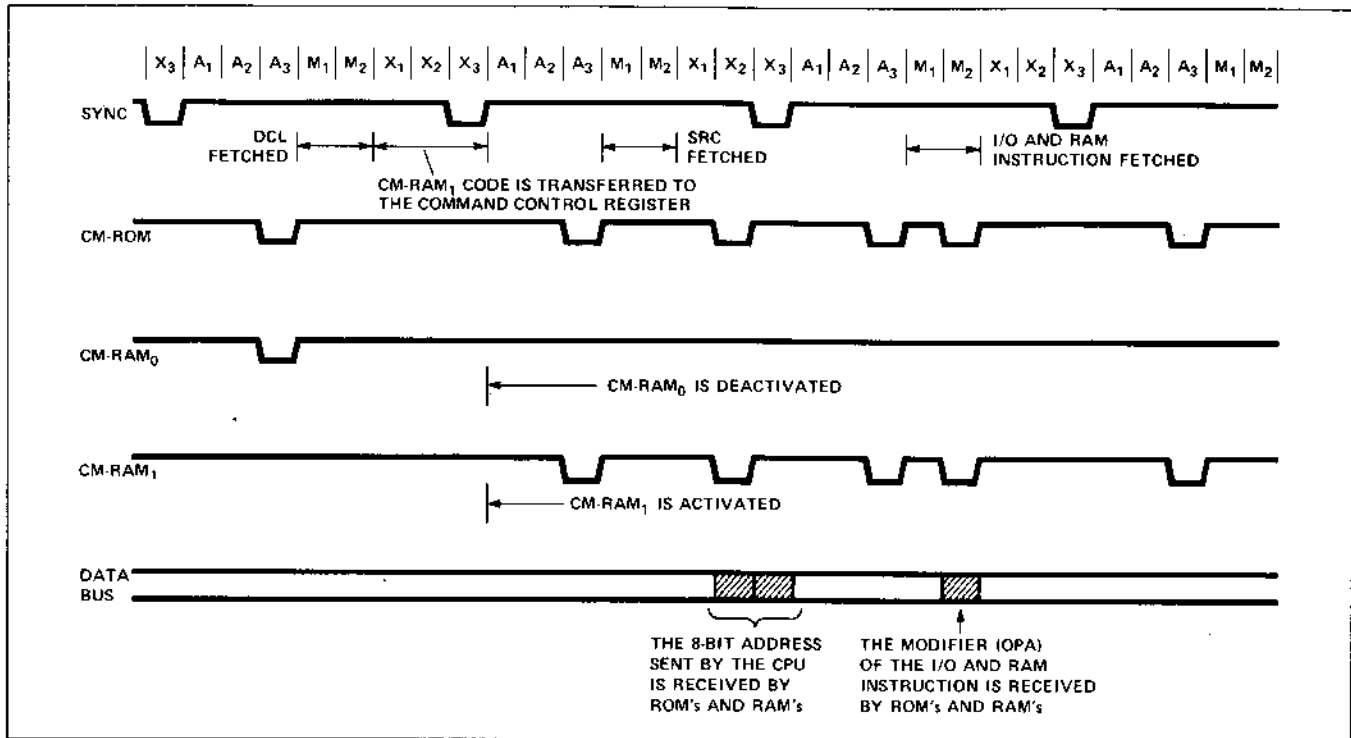 X3 A1 A2 A3 M1 M2 X1 X2 X3 A1 A2 A3 M1 M2 X1 X2 X3 A1 A2 A3 M1 M2 X1 X2 X3 A1 A2 A3 M1 M2
SYNC
DCL
FETCHED
SRC
FETCHED
I/O AND RAM
INSTRUCTION FETCHED
CM-RAM1 CODE IS TRANSFERRED TO
THE COMMAND CONTROL REGISTER
CM-ROM
CM-RAM0
CM-RAM0 IS DEACTIVATED
CM-RAM1
CM-RAM1 IS ACTIVATED
DATA
BUS
THE 8-BIT ADDRESS
SENT BY THE CPU
IS RECEIVED BY
ROM's AND RAM's
THE MODIFIER (OPA)
OF THE I/O AND RAM
INSTRUCTION IS RECEIVED
BY ROM's AND RAM's